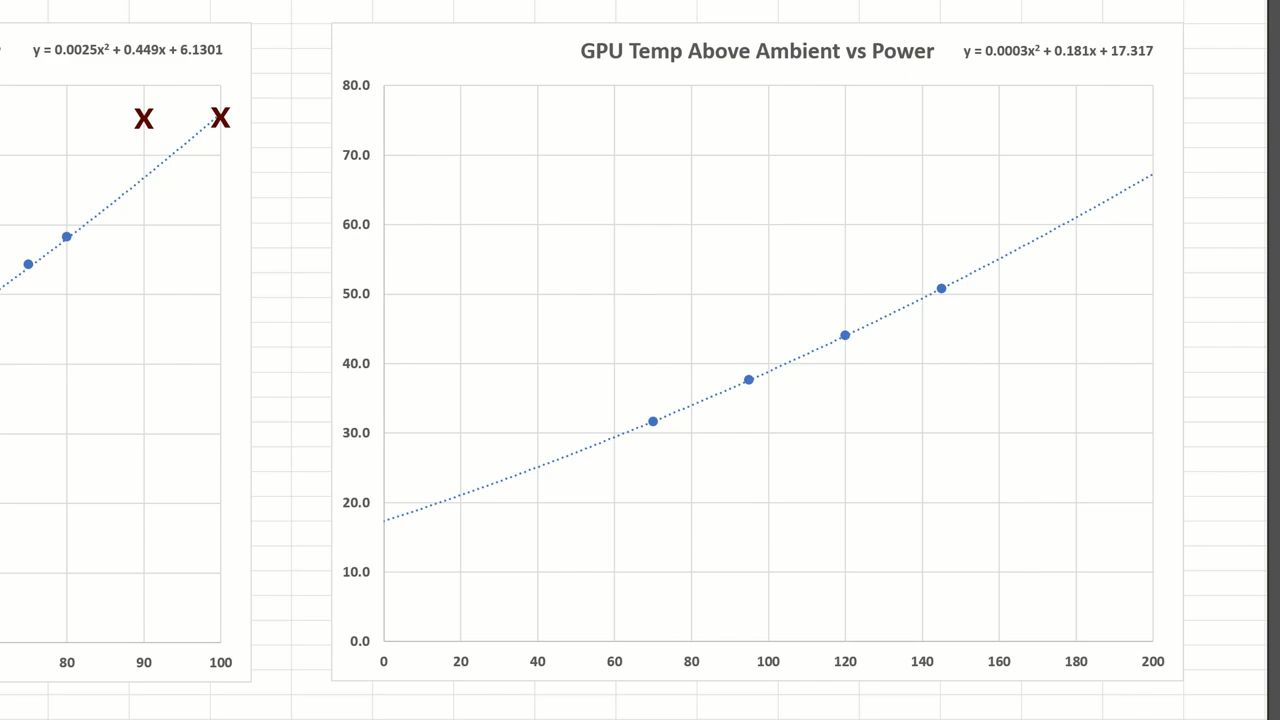 y = 0.0025x² + 0.449x + 6.1301
X X
80 90 100
GPU Temp Above Ambient vs Power
y = 0.0003x² + 0.181x + 17.317
80.0
70.0
60.0
50.0
40.0
30.0
20.0
10.0
0.0
0 20 40 60 80 100 120 140 160 180 200